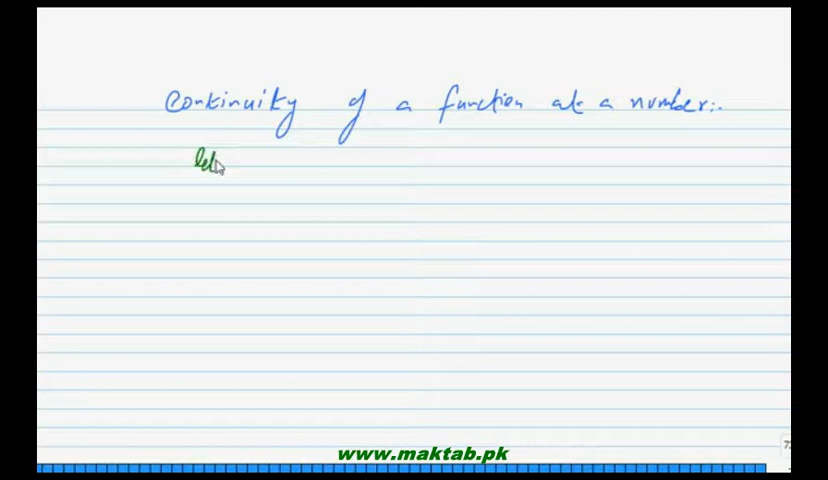 Continuity of a function at a number:.
let
www.maktab.pk